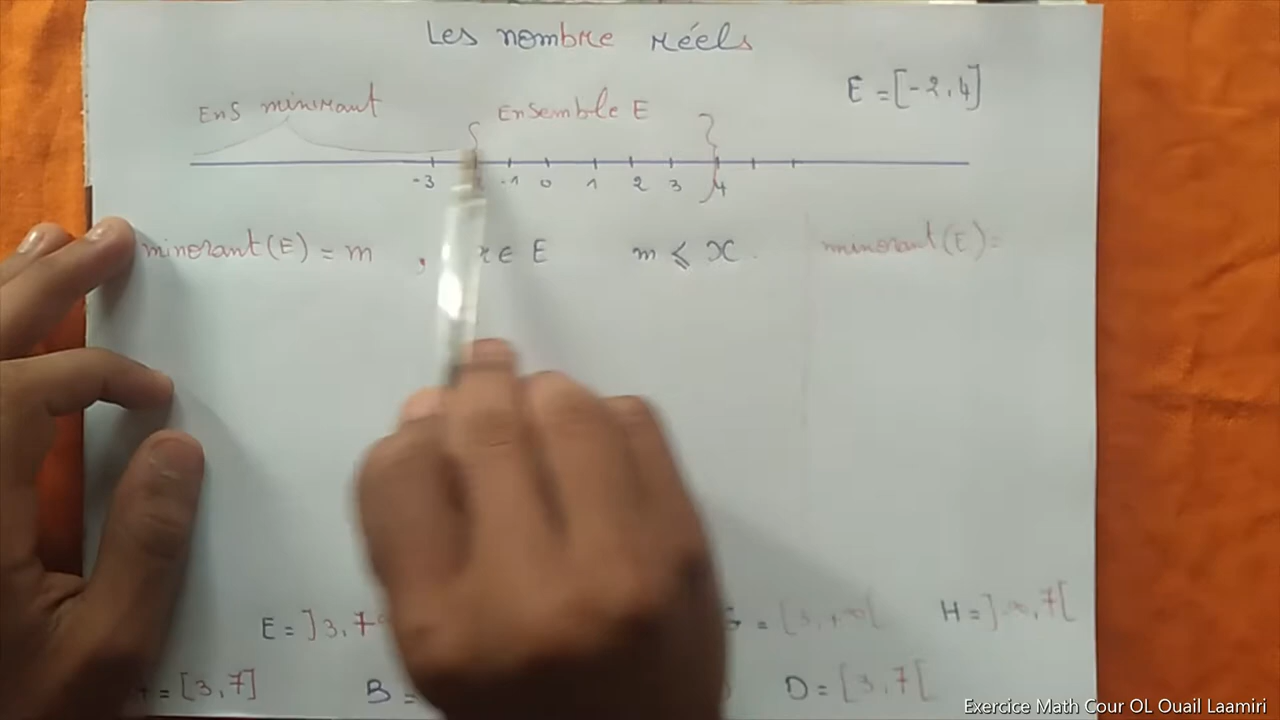 Les nombre réels
E = [-2, 4]
Ens minorant
Ensemble E
-3 -1 0 1 2 3 4
minorant(E) = m , x ∈ E m ⩽ x .
minorant(E) =
E = ]3, +
= [3, +∞[
H = ]-∞, 7[
= [3, 7]
B =
D = [3, 7[
Exercice Math Cour OL Ouail Laamiri